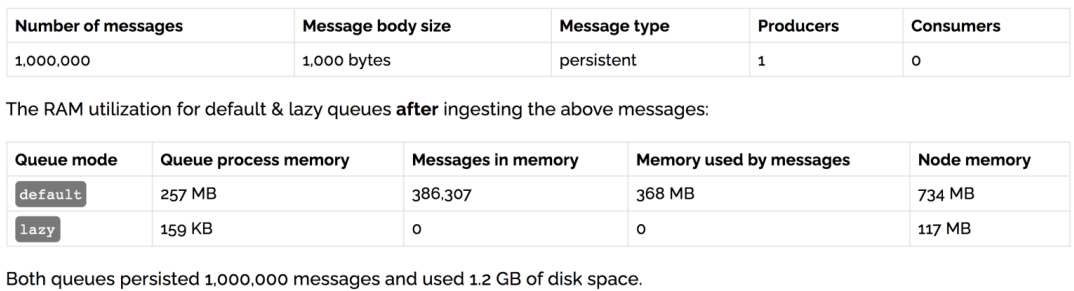 Number of messages Message body size Message type Producers Consumers
1,000,000 1,000 bytes persistent 1 0
The RAM utilization for default & lazy queues after ingesting the above messages:
Queue mode Queue process memory Messages in memory Memory used by messages Node memory
default 257 MB 386,307 368 MB 734 MB
lazy 159 KB 0 0 117 MB
Both queues persisted 1,000,000 messages and used 1.2 GB of disk space.